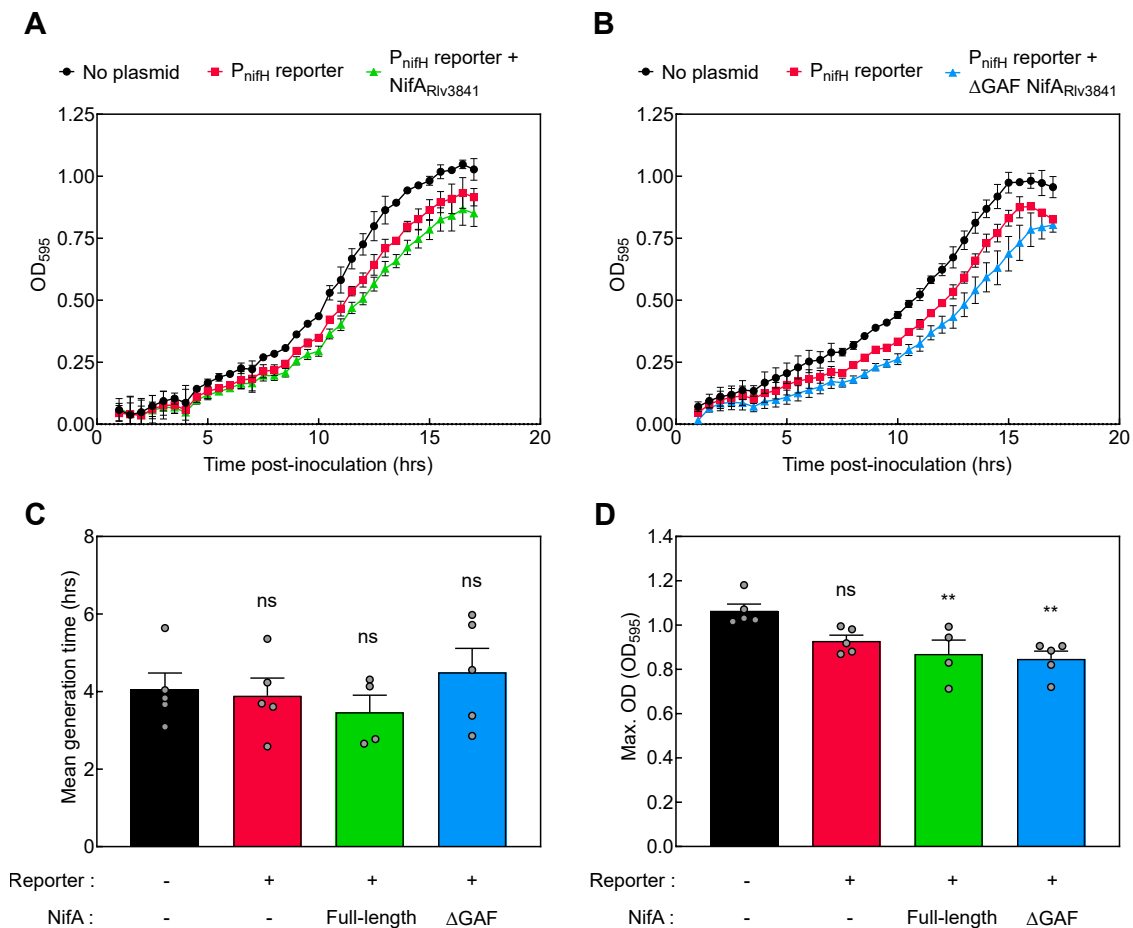 A
No plasmid
PnifH reporter
PnifH reporter +
NifARlv3841
1.25
1.00
0.75
0.50
0.25
0.00
OD595
0
5
10
15
20
Time post-inoculation (hrs)
B
No plasmid
PnifH reporter
PnifH reporter +
ΔGAF NifARlv3841
1.25
1.00
0.75
0.50
0.25
0.00
OD595
0
5
10
15
20
Time post-inoculation (hrs)
C
8
6
4
2
0
Mean generation time (hrs)
ns
ns
ns
Reporter : - + + +
NifA : - - Full-length ΔGAF
D
1.4
1.2
1.0
0.8
0.6
0.4
0.2
0.0
Max. OD (OD595)
ns
**
**
Reporter : - + + +
NifA : - - Full-length ΔGAF